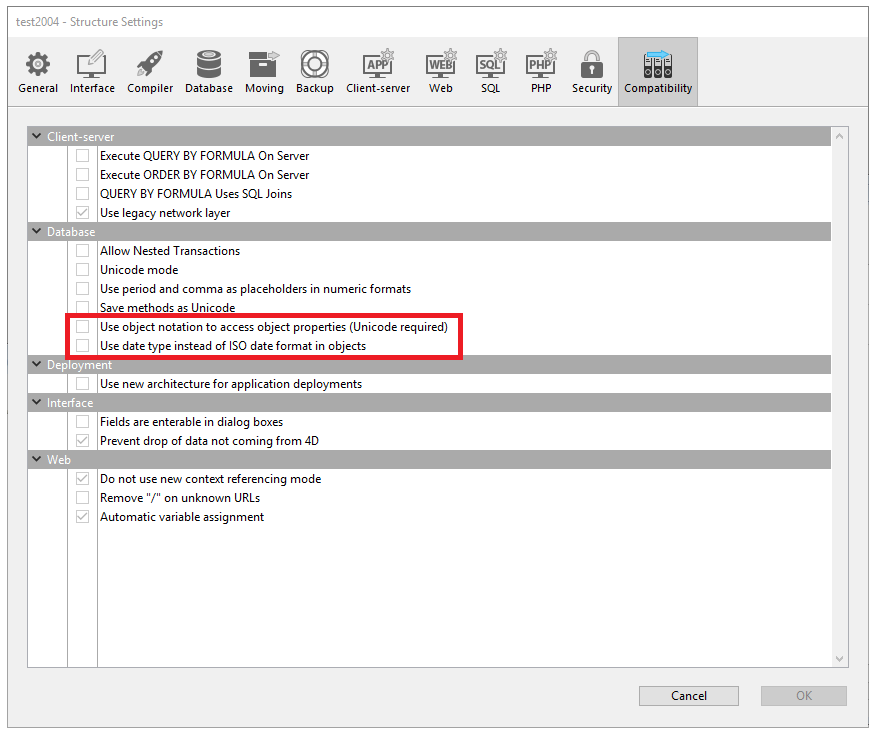 test2004 - Structure Settings
General Interface Compiler Database Moving Backup Client-server Web SQL PHP Security Compatibility
APP WEB SQL PHP
Client-server
Execute QUERY BY FORMULA On Server
Execute ORDER BY FORMULA On Server
QUERY BY FORMULA Uses SQL Joins
Use legacy network layer
Database
Allow Nested Transactions
Unicode mode
Use period and comma as placeholders in numeric formats
Save methods as Unicode
Use object notation to access object properties (Unicode required)
Use date type instead of ISO date format in objects
Deployment
Use new architecture for application deployments
Interface
Fields are enterable in dialog boxes
Prevent drop of data not coming from 4D
Web
Do not use new context referencing mode
Remove "/" on unknown URLs
Automatic variable assignment
Cancel OK